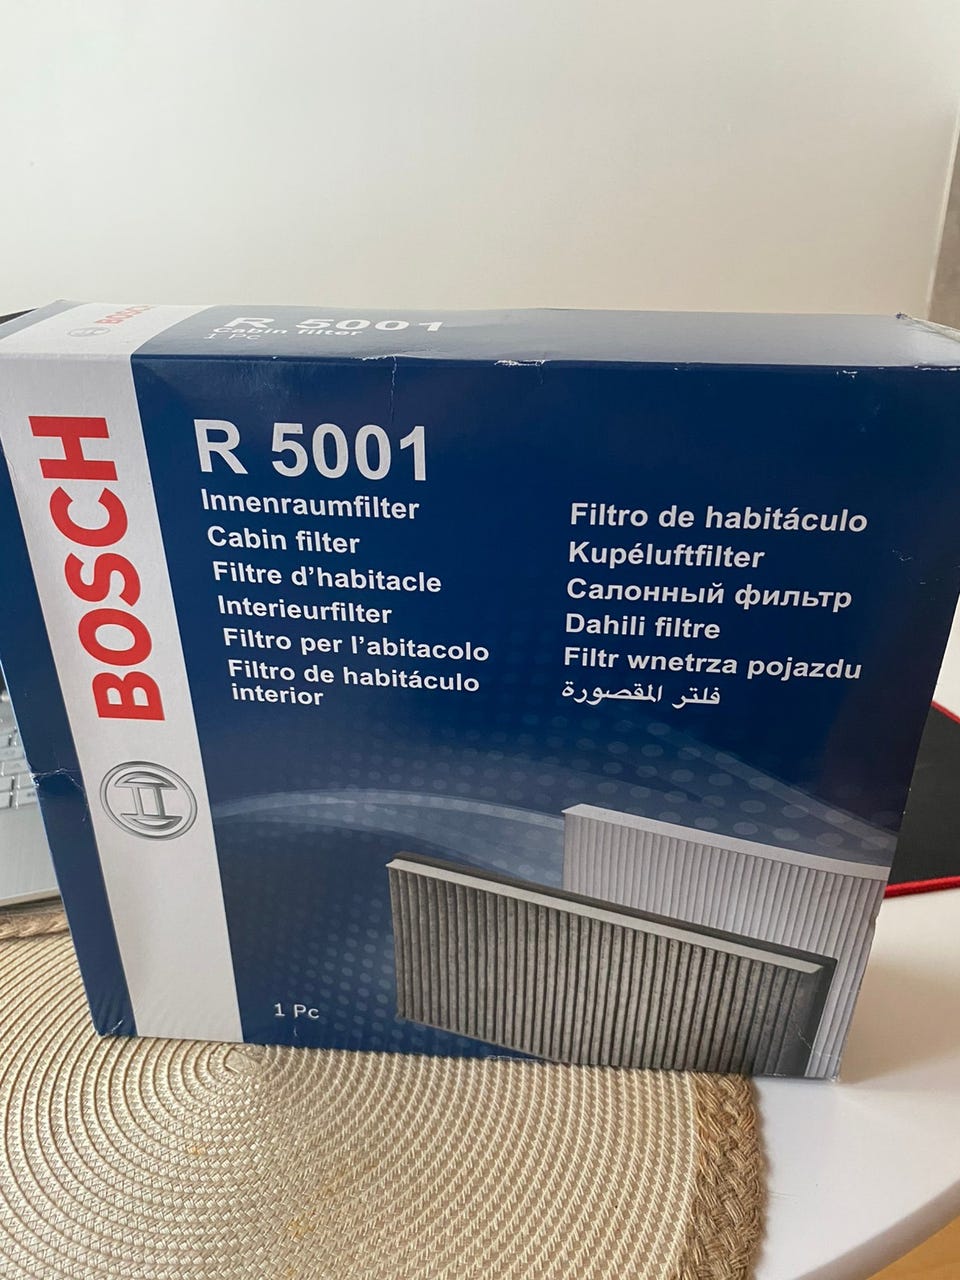 BOSCH
R 5001
Cabin filter
1 Pc
BOSCH
R 5001
Innenraumfilter
Cabin filter
Filtre d'habitacle
Interieurfilter
Filtro per l'abitacolo
Filtro de habitáculo
interior
Filtro de habitáculo
Kupéluftfilter
Салонный фильтр
Dahili filtre
Filtr wnetrza pojazdu
فلتر المقصورة
1 Pc